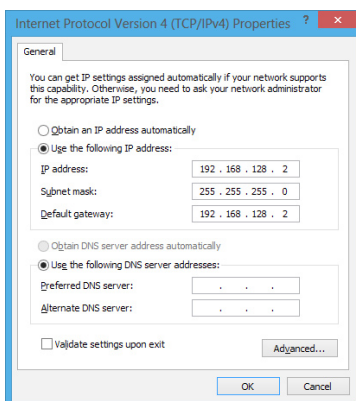 Internet Protocol Version 4 (TCP/IPv4) Properties ? ×
General
You can get IP settings assigned automatically if your network supports
this capability. Otherwise, you need to ask your network administrator
for the appropriate IP settings.
Obtain an IP address automatically
Use the following IP address:
IP address: 192 . 168 . 128 . 2
Subnet mask: 255 . 255 . 255 . 0
Default gateway: 192 . 168 . 128 . 2
Obtain DNS server address automatically
Use the following DNS server addresses:
Preferred DNS server: . . .
Alternate DNS server: . . .
Validate settings upon exit
Advanced...
OK Cancel